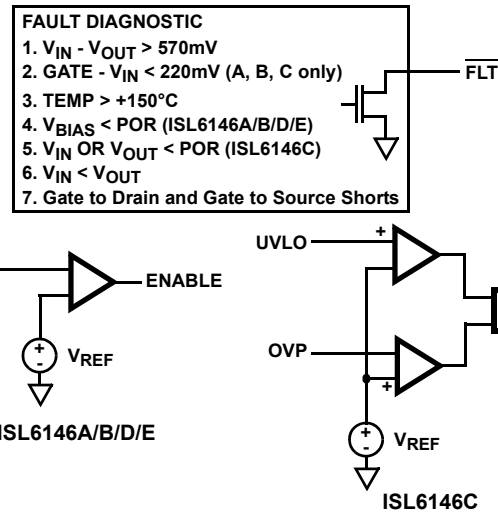 FAULT DIAGNOSTIC
1. VIN - VOUT > 570mV
2. GATE - VIN < 220mV (A, B, C only)
3. TEMP > +150°C
4. VBIAS < POR (ISL6146A/B/D/E)
5. VIN OR VOUT < POR (ISL6146C)
6. VIN < VOUT
7. Gate to Drain and Gate to Source Shorts
FLT
UVLO
+
ENABLE
OVP
+
+
-
VREF
+
-
VREF
ISL6146A/B/D/E
ISL6146C